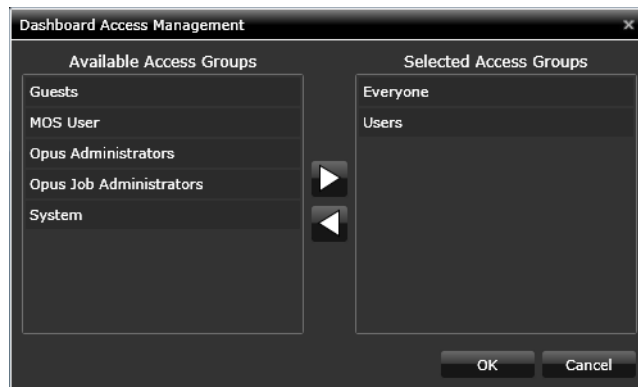 Dashboard Access Management
Available Access Groups
Guests
MOS User
Opus Administrators
Opus Job Administrators
System
Selected Access Groups
Everyone
Users
OK
Cancel